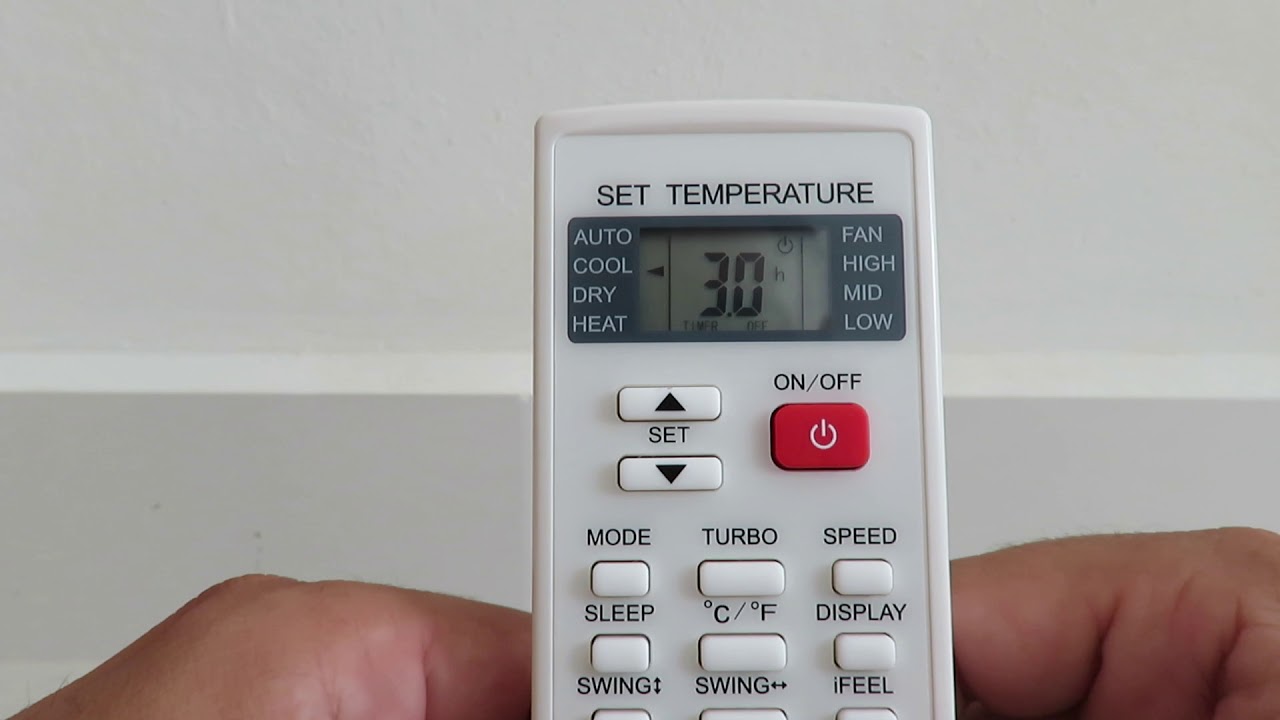 SET TEMPERATURE
AUTO
COOL
DRY
HEAT
3.0 h
TIMER OFF
FAN
HIGH
MID
LOW
ON/OFF
SET
MODE TURBO SPEED
SLEEP °C/°F DISPLAY
SWING↕ SWING↔ iFEEL